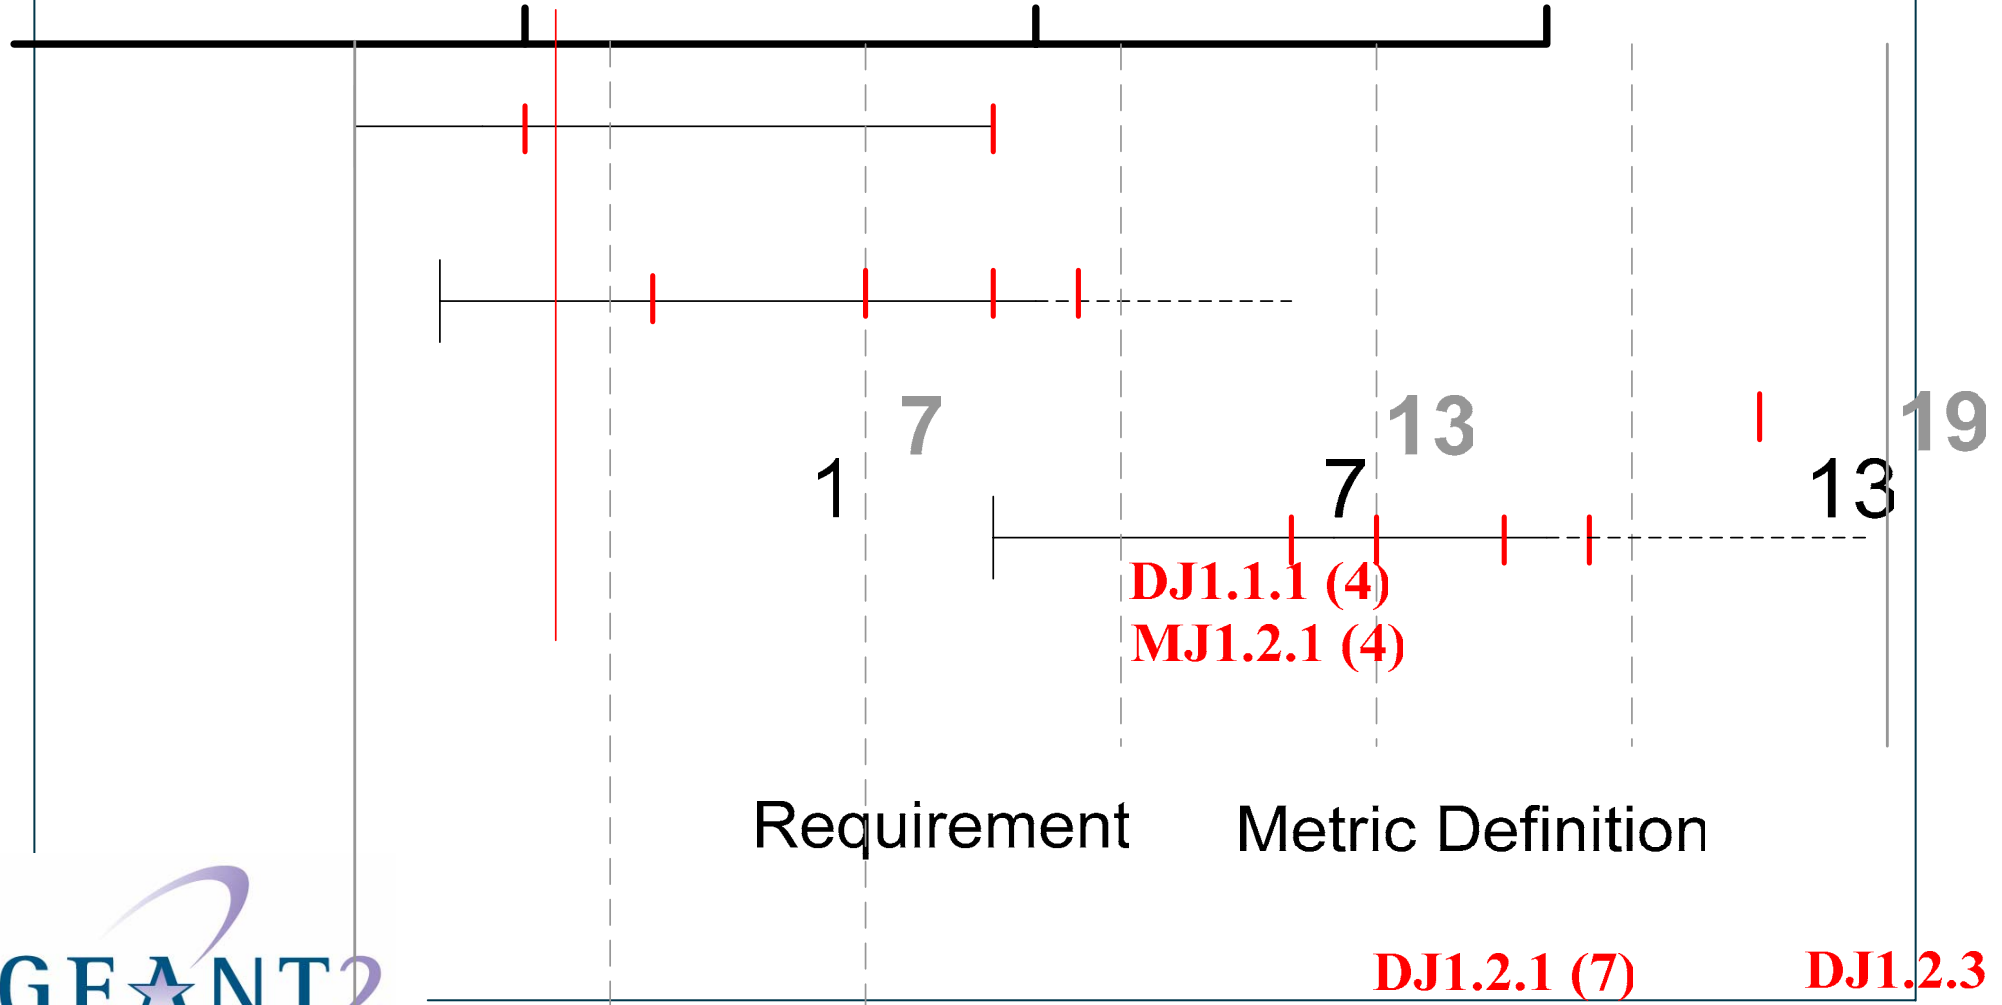 7 13 19
1 7 13
DJ1.1.1 (4)
MJ1.2.1 (4)
Requirement Metric Definition
DJ1.2.1 (7) DJ1.2.3
GEANT2